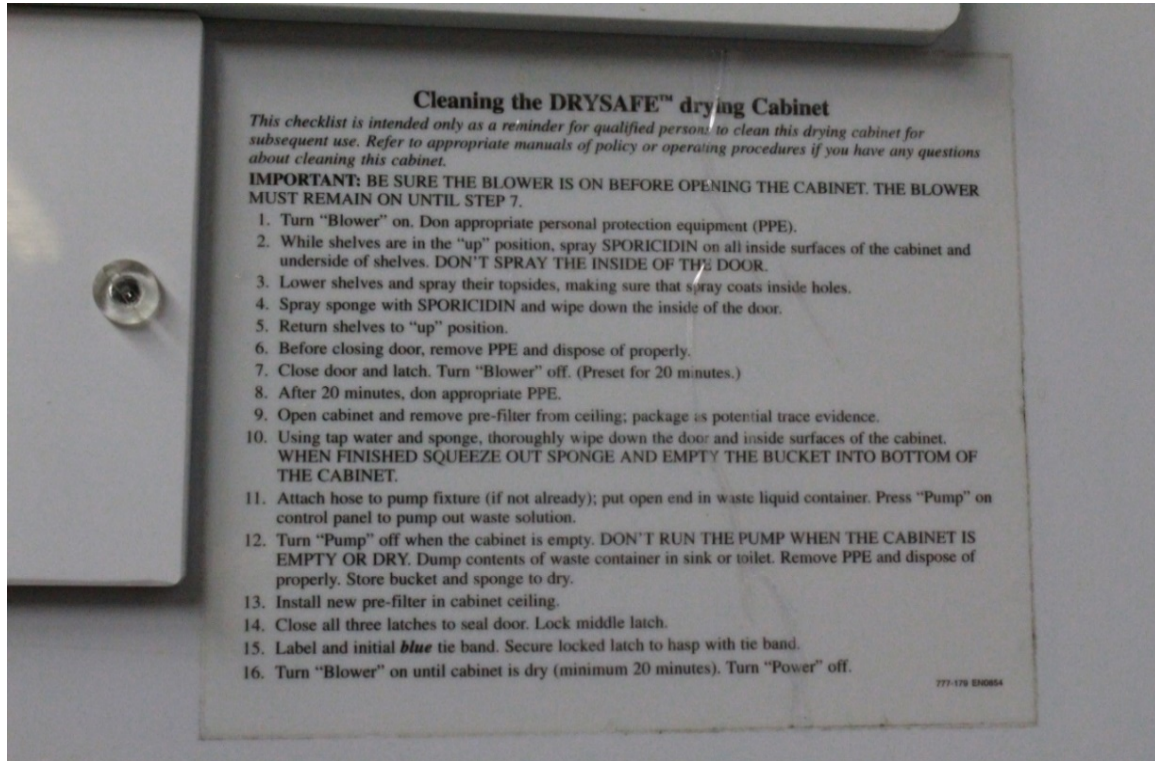 Cleaning the DRYSAFE™ drying Cabinet
This checklist is intended only as a reminder for qualified persons to clean this drying cabinet for
subsequent use. Refer to appropriate manuals of policy or operating procedures if you have any questions
about cleaning this cabinet.
IMPORTANT: BE SURE THE BLOWER IS ON BEFORE OPENING THE CABINET. THE BLOWER
MUST REMAIN ON UNTIL STEP 7.
1. Turn “Blower” on. Don appropriate personal protection equipment (PPE).
2. While shelves are in the “up” position, spray SPORICIDIN on all inside surfaces of the cabinet and
underside of shelves. DON’T SPRAY THE INSIDE OF THE DOOR.
3. Lower shelves and spray their topsides, making sure that spray coats inside holes.
4. Spray sponge with SPORICIDIN and wipe down the inside of the door.
5. Return shelves to “up” position.
6. Before closing door, remove PPE and dispose of properly.
7. Close door and latch. Turn “Blower” off. (Preset for 20 minutes.)
8. After 20 minutes, don appropriate PPE.
9. Open cabinet and remove pre-filter from ceiling; package as potential trace evidence.
10. Using tap water and sponge, thoroughly wipe down the door and inside surfaces of the cabinet.
WHEN FINISHED SQUEEZE OUT SPONGE AND EMPTY THE BUCKET INTO BOTTOM OF
THE CABINET.
11. Attach hose to pump fixture (if not already); put open end in waste liquid container. Press “Pump” on
control panel to pump out waste solution.
12. Turn “Pump” off when the cabinet is empty. DON’T RUN THE PUMP WHEN THE CABINET IS
EMPTY OR DRY. Dump contents of waste container in sink or toilet. Remove PPE and dispose of
properly. Store bucket and sponge to dry.
13. Install new pre-filter in cabinet ceiling.
14. Close all three latches to seal door. Lock middle latch.
15. Label and initial blue tie band. Secure locked latch to hasp with tie band.
16. Turn “Blower” on until cabinet is dry (minimum 20 minutes). Turn “Power” off.
777-179 EN0854